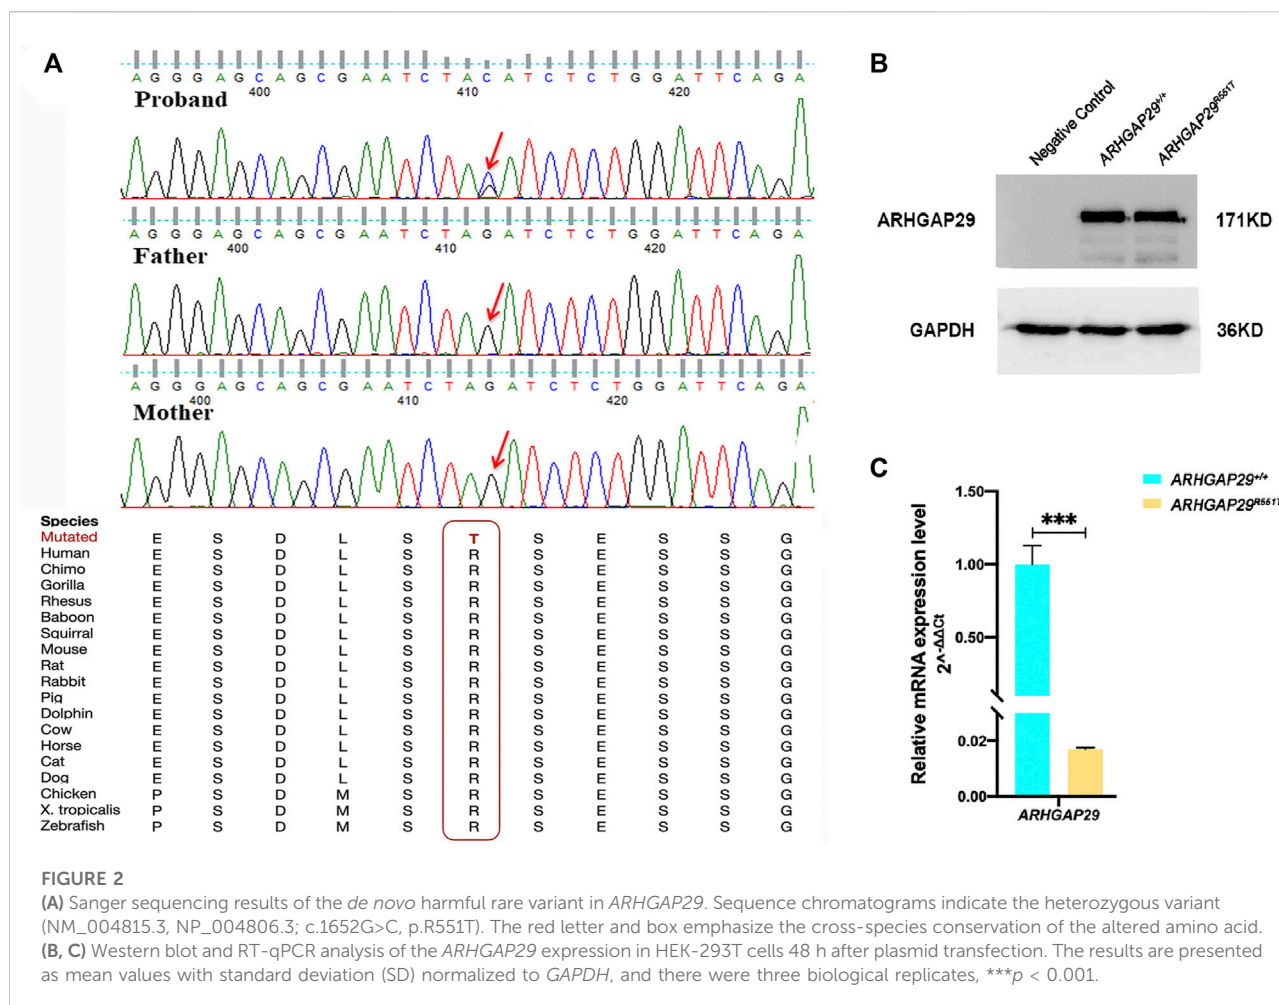 A
A G G G A G C A G C G A A T C T A C A T C T C T G G A T T C A G A
400 410 420
Proband
A G G G A G C A G C G A A T C T A G A T C T C T G G A T T C A G A
400 410 420
Father
A G G G A G C A G C G A A T C T A G A T C T C T G G A T T C A G A
400 410 420
Mother
Species
Mutated E S D L S T S E S S G
Human E S D L S R S E S S G
Chimo E S D L S R S E S S G
Gorilla E S D L S R S E S S G
Rhesus E S D L S R S E S S G
Baboon E S D L S R S E S S G
Squirral E S D L S R S E S S G
Mouse E S D L S R S E S S G
Rat E S D L S R S E S S G
Rabbit E S D L S R S E S S G
Pig E S D L S R S E S S G
Dolphin E S D L S R S E S S G
Cow E S D L S R S E S S G
Horse E S D L S R S E S S G
Cat E S D L S R S E S S G
Dog E S D L S R S E S S G
Chicken P S D M S R S E S S G
X. tropicalis P S D M S R S E S S G
Zebrafish P S D M S R S E S S G
B
Negative Control
ARHGAP29+/+
ARHGAP29R551T
ARHGAP29 171KD
GAPDH 36KD
C
ARHGAP29+/+
ARHGAP29R551T
Relative mRNA expression level
2^-ΔΔCt
1.50
1.00
0.50
0.02
0.00
***
ARHGAP29
FIGURE 2
(A) Sanger sequencing results of the de novo harmful rare variant in ARHGAP29. Sequence chromatograms indicate the heterozygous variant
(NM_004815.3, NP_004806.3; c.1652G>C, p.R551T). The red letter and box emphasize the cross-species conservation of the altered amino acid.
(B, C) Western blot and RT-qPCR analysis of the ARHGAP29 expression in HEK-293T cells 48 h after plasmid transfection. The results are presented
as mean values with standard deviation (SD) normalized to GAPDH, and there were three biological replicates, ***p < 0.001.